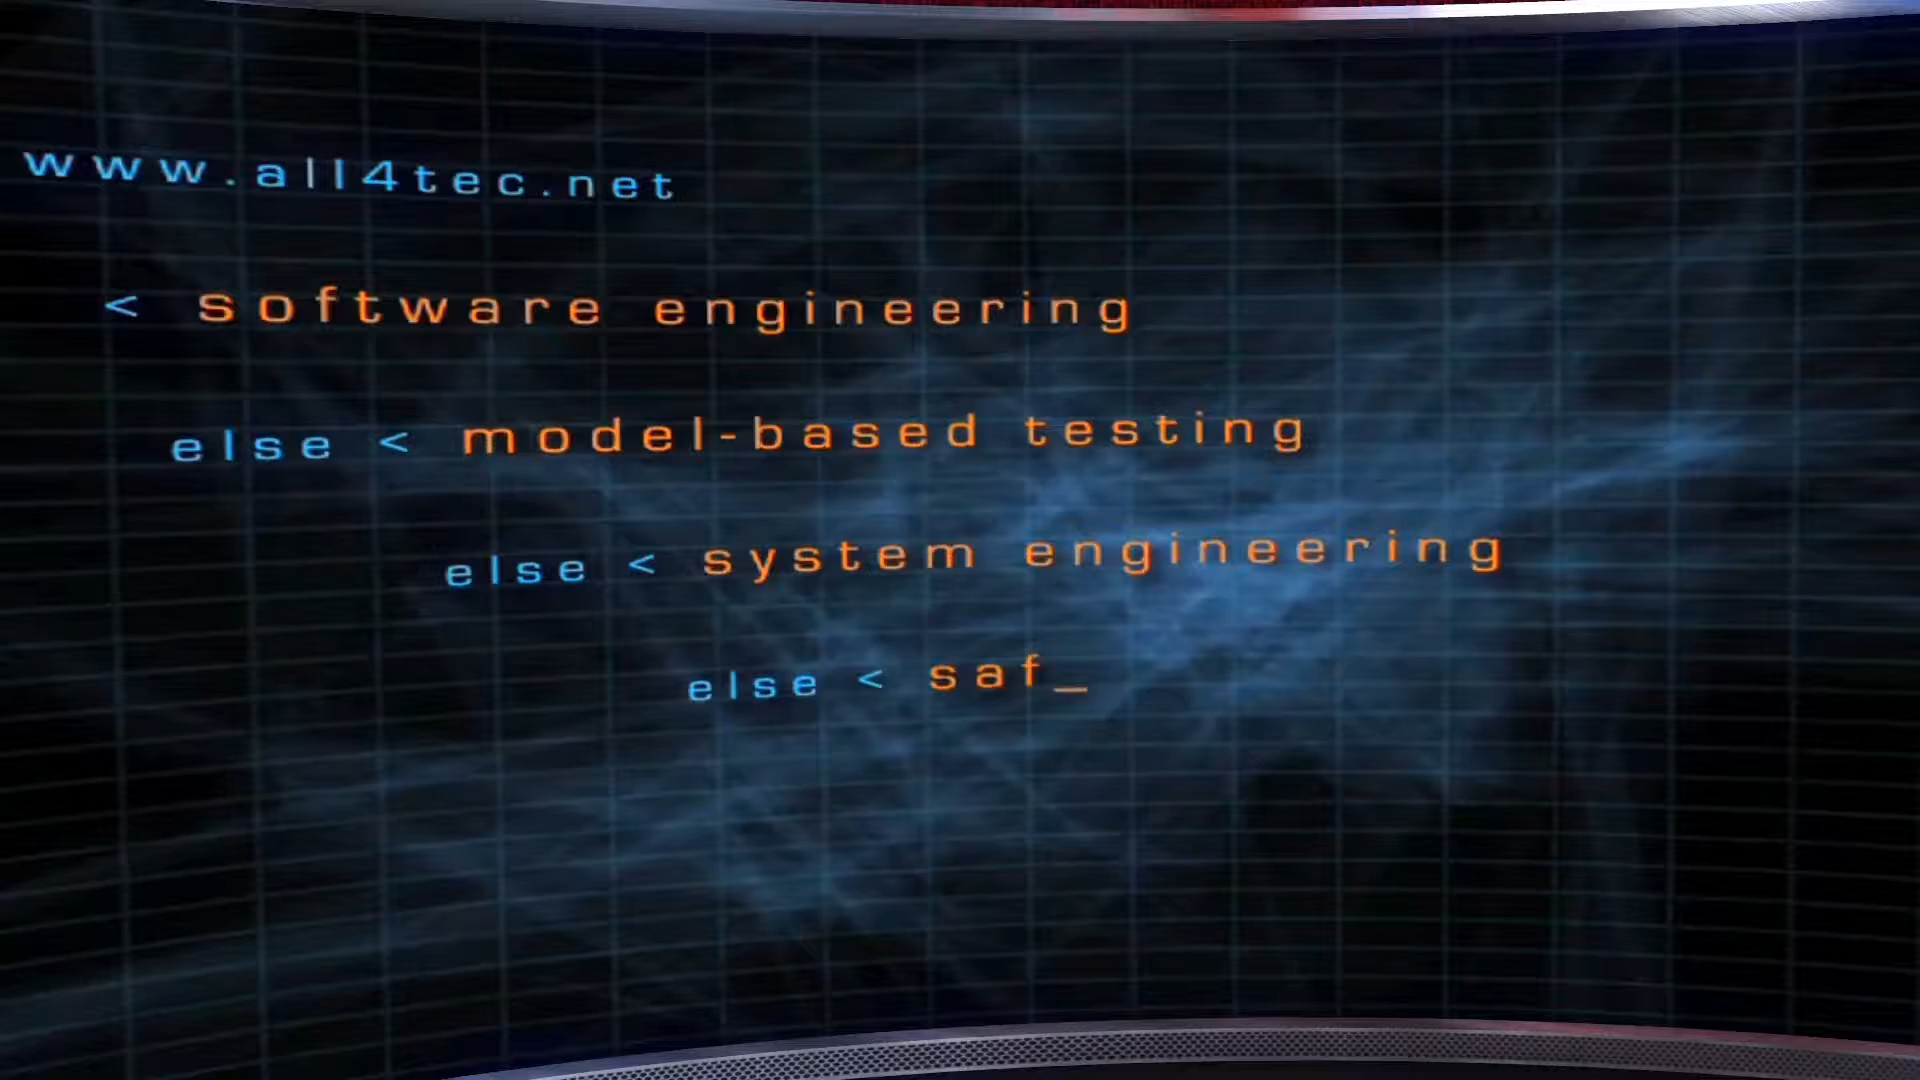 www.all4tec.net
< software engineering
else < model-based testing
else < system engineering
else < saf_